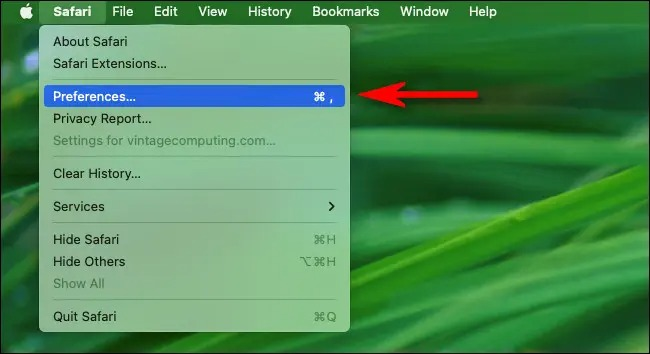 Safari File Edit View History Bookmarks Window Help
About Safari
Safari Extensions...
Preferences... ⌘ ,
Privacy Report...
Settings for vintagecomputing.com...
Clear History...
Services
Hide Safari ⌘H
Hide Others ⌥⌘H
Show All
Quit Safari ⌘Q